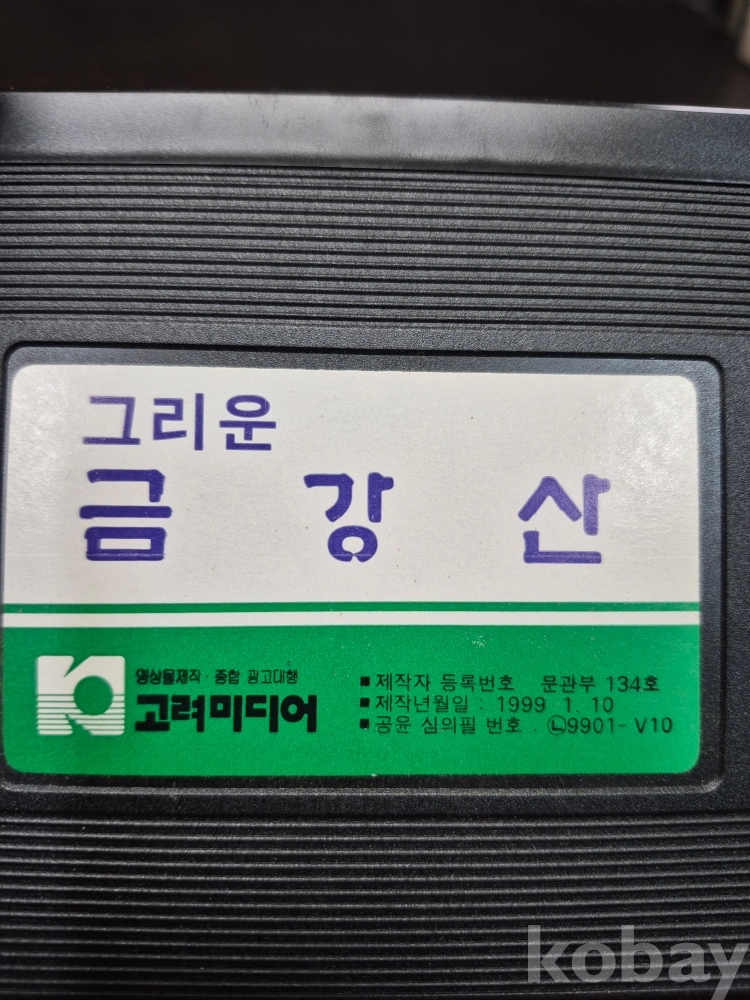 그리운
금 강 산
영상물제작 · 종합 광고대행
고려미디어
■ 제작자 등록번호 문관부 134호
■ 제작년월일 : 1999 1. 10
■ 공윤 심의필 번호 : ㉡9901- V10
kobay